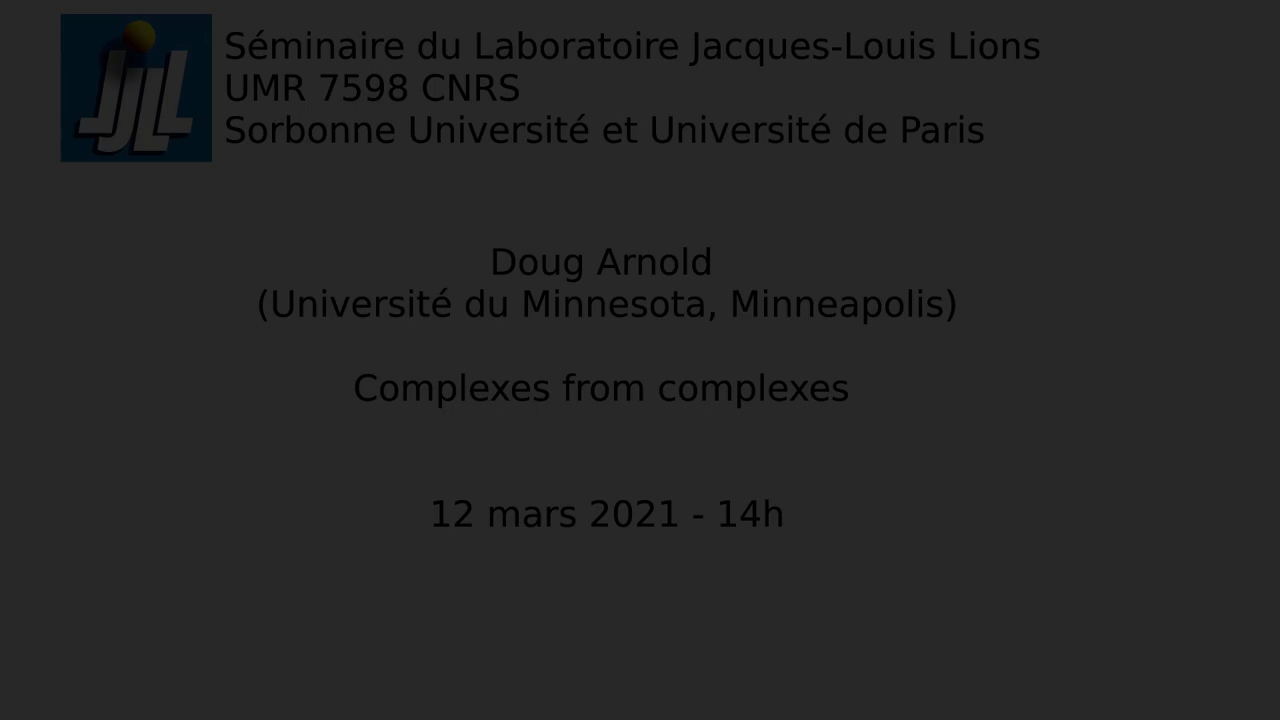 JLL
Séminaire du Laboratoire Jacques-Louis Lions
UMR 7598 CNRS
Sorbonne Université et Université de Paris
Doug Arnold
(Université du Minnesota, Minneapolis)
Complexes from complexes
12 mars 2021 - 14h